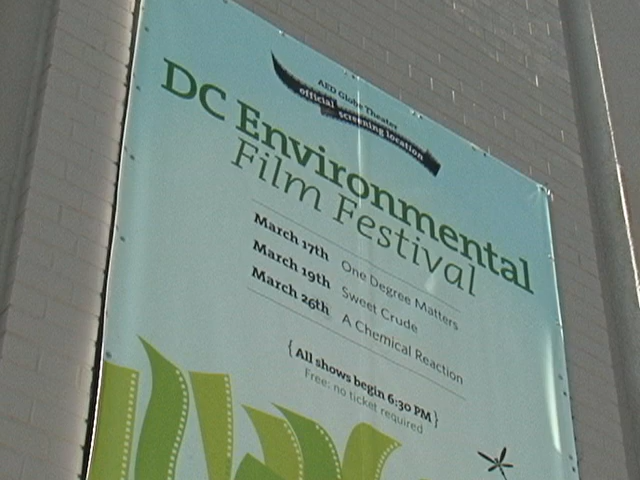 AED Globe Theater
official screening location
DC Environmental
Film Festival
March 17th One Degree Matters
March 19th Sweet Crude
March 26th A Chemical Reaction
{ All shows begin 6:30 PM }
Free: no ticket required